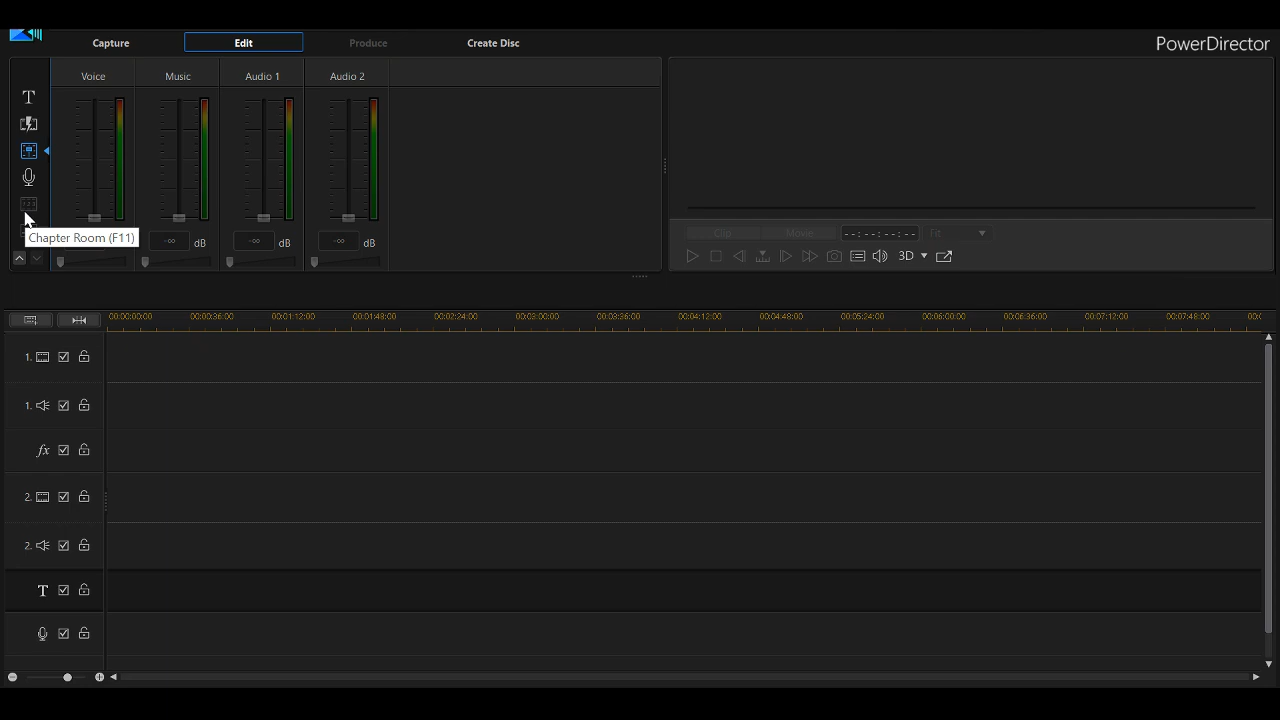 Capture Edit Produce Create Disc PowerDirector
Voice Music Audio 1 Audio 2
T
Chapter Room (F11)
-∞ dB -∞ dB -∞ dB
Clip Movie --:--:--:-- Fit
3D
00:00:00:00 00:00:36:00 00:01:12:00 00:01:48:00 00:02:24:00 00:03:00:00 00:03:36:00 00:04:12:00 00:04:48:00 00:05:24:00 00:06:00:00 00:06:36:00 00:07:12:00 00:07:48:00
1.
1.
fx
2.
2.
T